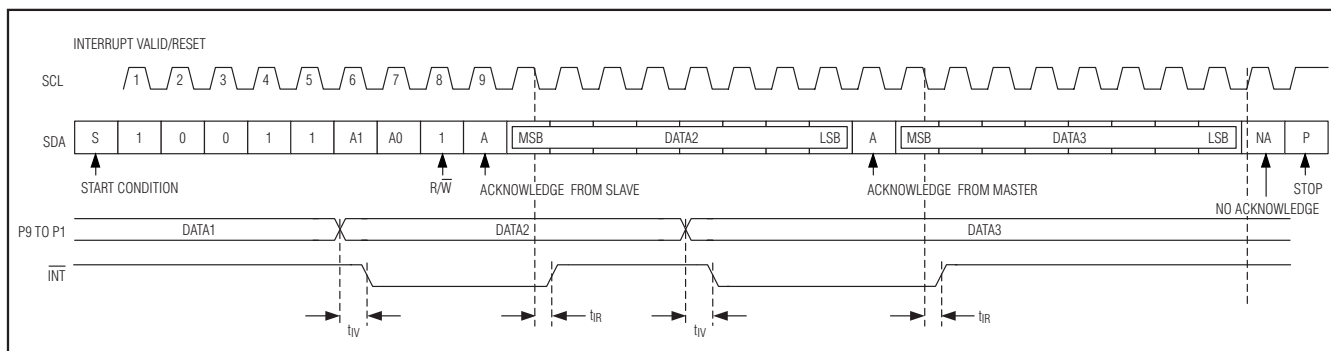 INTERRUPT VALID/RESET
SCL 1 2 3 4 5 6 7 8 9
SDA S 1 0 0 1 1 A1 A0 1 A MSB DATA2 LSB A MSB DATA3 LSB NA P
START CONDITION R/W̅ ACKNOWLEDGE FROM SLAVE ACKNOWLEDGE FROM MASTER STOP
NO ACKNOWLEDGE
P9 TO P1 DATA1 DATA2 DATA3
I̅N̅T̅
tIV tIR tIV tIR